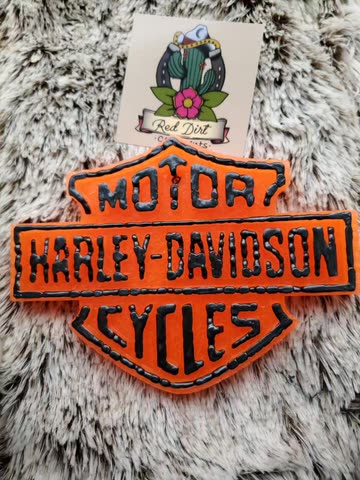 Red Dirt
MOTOR
HARLEY-DAVIDSON
CYCLES